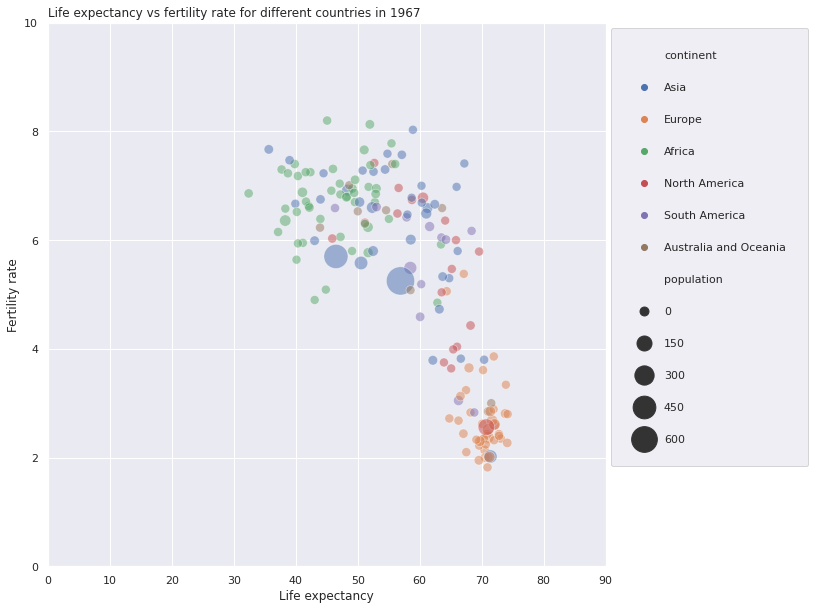 Life expectancy vs fertility rate for different countries in 1967
10
8
6
4
2
0
Fertility rate
0 10 20 30 40 50 60 70 80 90
Life expectancy
continent
Asia
Europe
Africa
North America
South America
Australia and Oceania
population
0
150
300
450
600